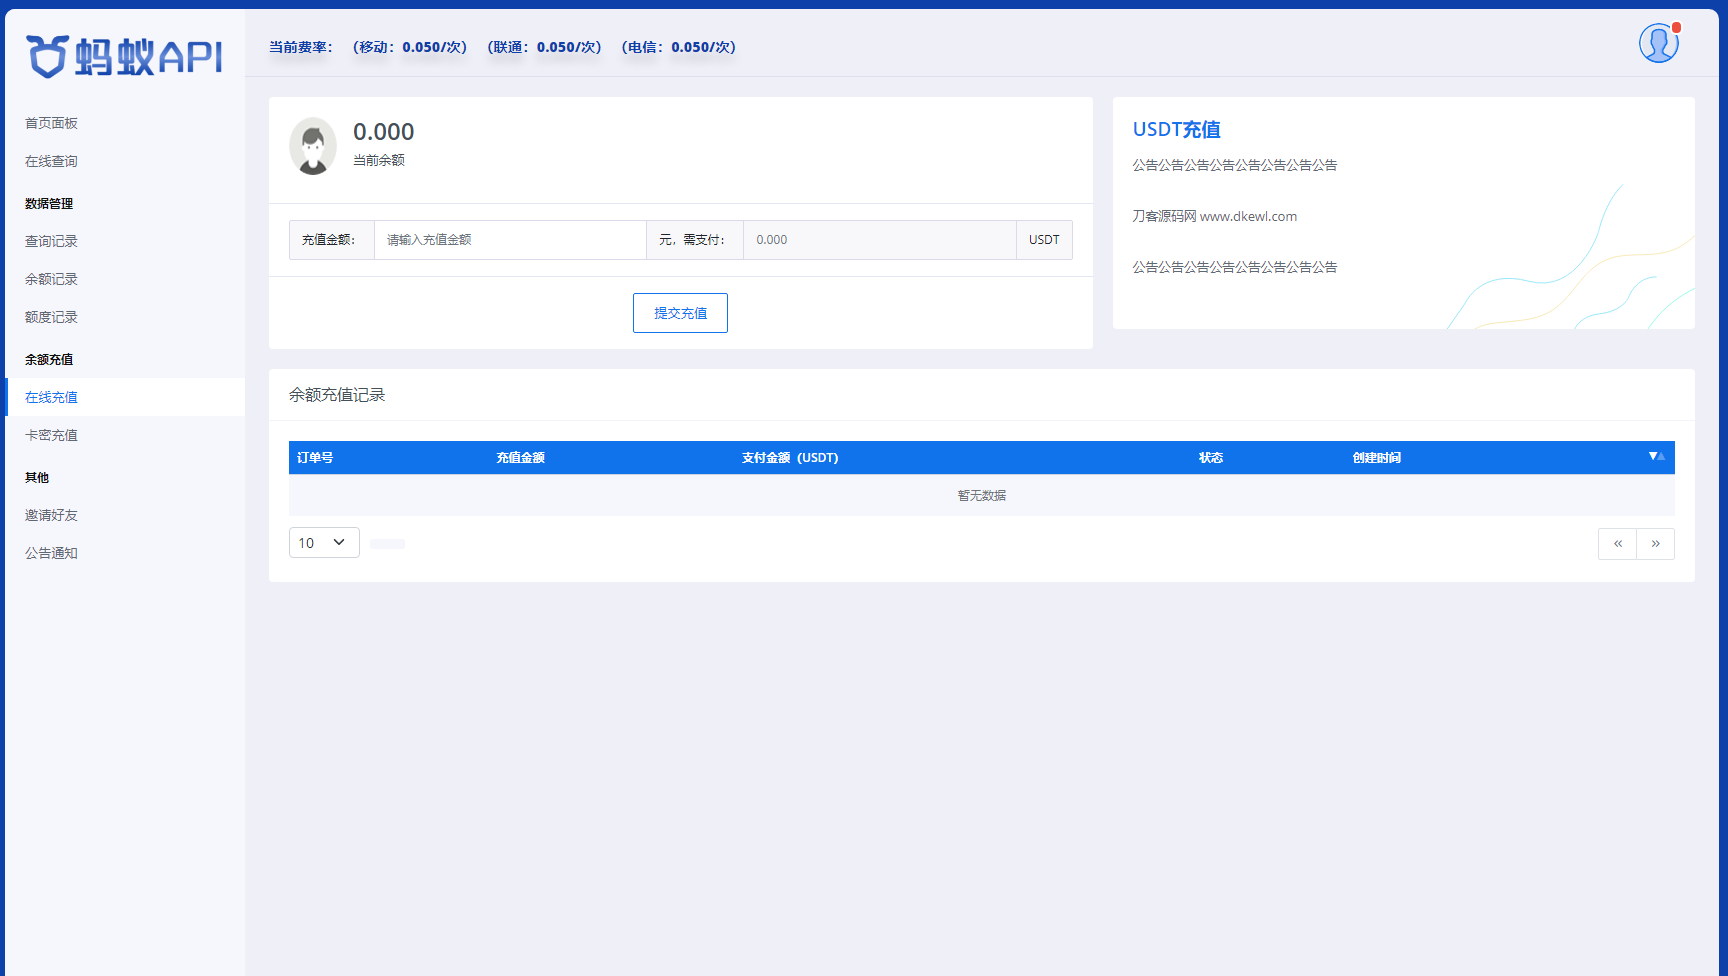 蚂蚁API
首页面板
在线查询
数据管理
查询记录
余额记录
额度记录
余额充值
在线充值
卡密充值
其他
邀请好友
公告通知
当前费率： （移动：0.050/次） （联通：0.050/次） （电信：0.050/次）
0.000
当前余额
充值金额： 请输入充值金额 元，需支付： 0.000 USDT
提交充值
USDT充值
公告公告公告公告公告公告公告公告
刀客源码网 www.dkewl.com
公告公告公告公告公告公告公告公告
余额充值记录
订单号 充值金额 支付金额（USDT） 状态 创建时间
暂无数据
10 « »